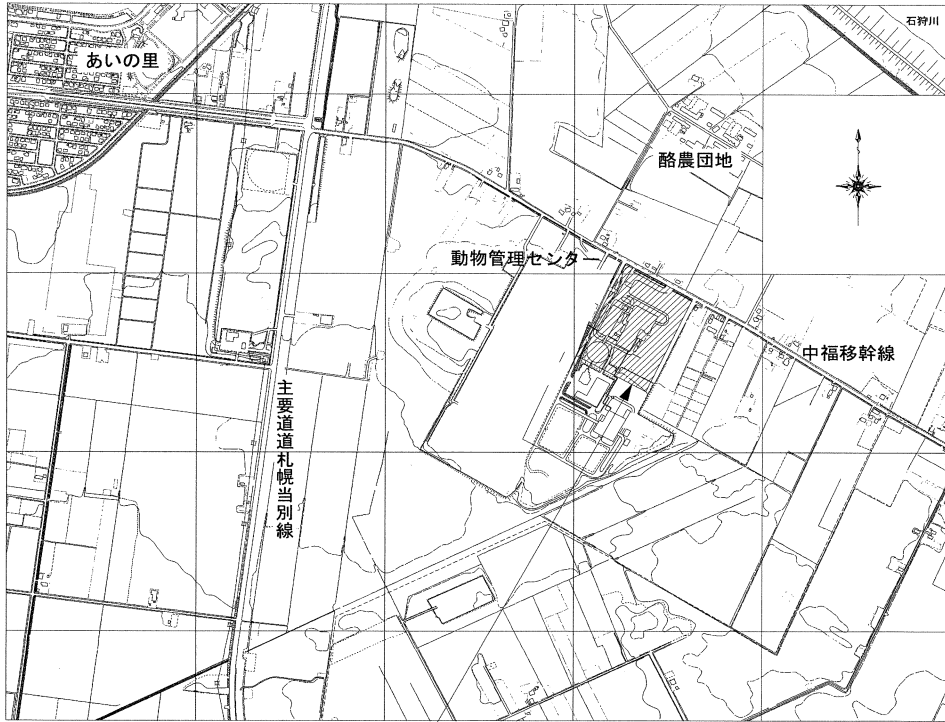 石狩川
あいの里
酪農団地
動物管理センター
中福移幹線
主要道道札幌当別線